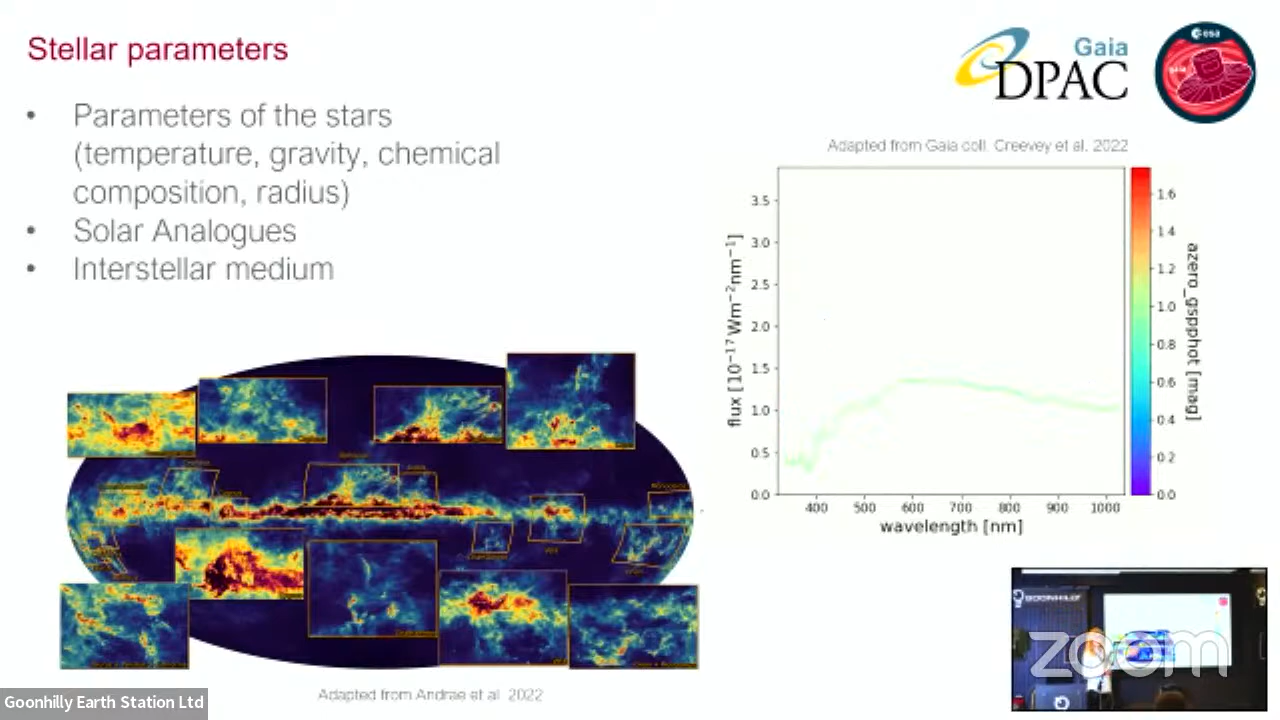 Stellar parameters
Gaia
DPAC
esa
• Parameters of the stars
(temperature, gravity, chemical
composition, radius)
• Solar Analogues
• Interstellar medium
Adapted from Gaia coll. Creevey et al. 2022
3.5
3.0
2.5
2.0
1.5
1.0
0.5
0.0
flux [10⁻¹⁷ Wm⁻²nm⁻¹]
400 500 600 700 800 900 1000
wavelength [nm]
1.6
1.4
1.2
1.0
0.8
0.6
0.4
0.2
0.0
azero_gspphot [mag]
Adapted from Andrae et al. 2022
GOONHILLY
zoom
Goonhilly Earth Station Ltd